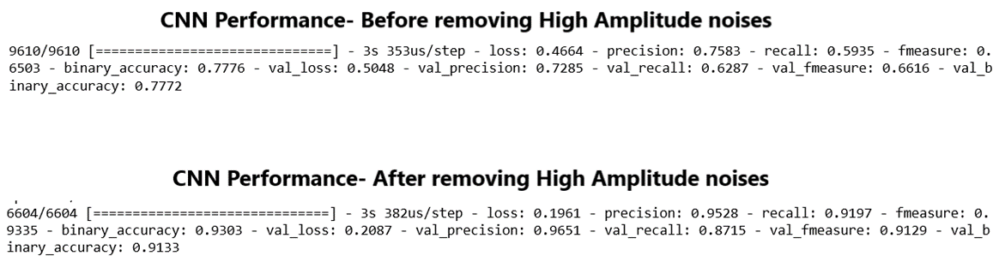 CNN Performance- Before removing High Amplitude noises
9610/9610 [==============================] - 3s 353us/step - loss: 0.4664 - precision: 0.7583 - recall: 0.5935 - fmeasure: 0.
6503 - binary_accuracy: 0.7776 - val_loss: 0.5048 - val_precision: 0.7285 - val_recall: 0.6287 - val_fmeasure: 0.6616 - val_b
inary_accuracy: 0.7772
CNN Performance- After removing High Amplitude noises
6604/6604 [==============================] - 3s 382us/step - loss: 0.1961 - precision: 0.9528 - recall: 0.9197 - fmeasure: 0.
9335 - binary_accuracy: 0.9303 - val_loss: 0.2087 - val_precision: 0.9651 - val_recall: 0.8715 - val_fmeasure: 0.9129 - val_b
inary_accuracy: 0.9133